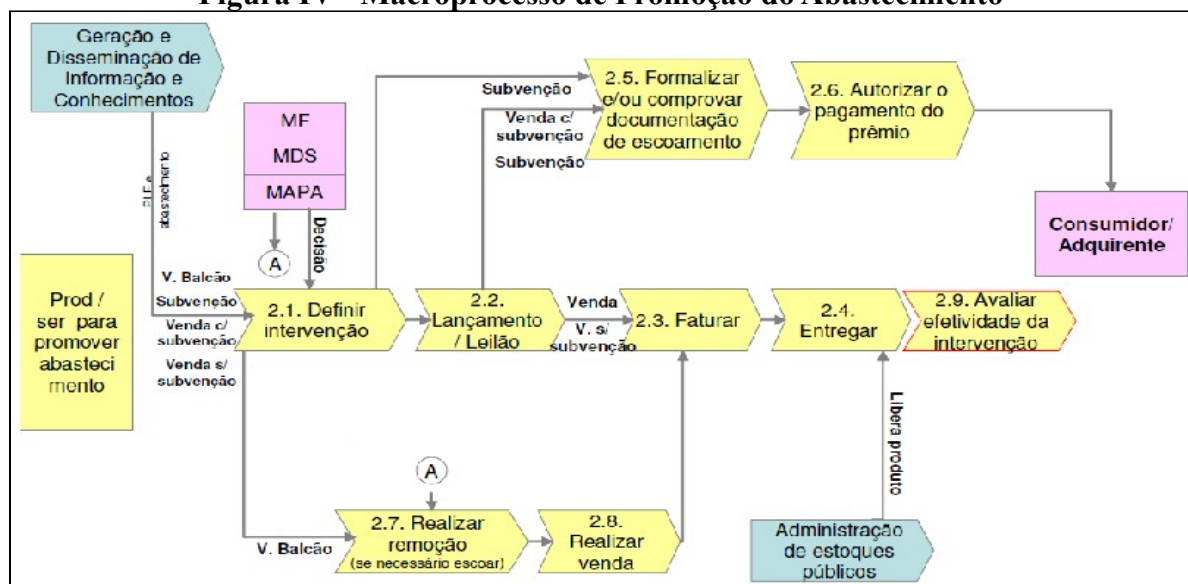 Figura IV - Macroprocesso de Promoção do Abastecimento
Geração e
Disseminação de
Informação e
Conhecimentos
MF
MDS
MAPA
A
Decisão
abastecimento
Subvenção
Venda c/
subvenção
Subvenção
2.5. Formalizar
e/ou comprovar
documentação
de escoamento
2.6. Autorizar o
pagamento do
prêmio
Consumidor/
Adquirente
Prod /
ser para
promover
abasteci
mento
V. Balcão
Subvenção
Venda c/
subvenção
Venda s/
subvenção
2.1. Definir
intervenção
2.2.
Lançamento
/ Leilão
Venda
V. s/
subvenção
2.3. Faturar
2.4.
Entregar
2.9. Avaliar
efetividade da
intervenção
Libera produto
A
V. Balcão
2.7. Realizar
remoção
(se necessário escoar)
2.8.
Realizar
venda
Administração
de estoques
públicos